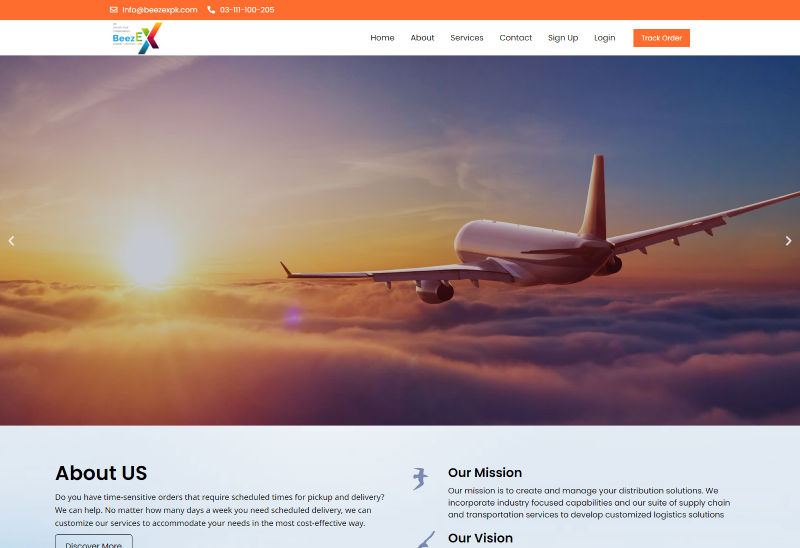 info@beezexpk.com 03-111-100-205
BeezEX
Home About Services Contact Sign Up Login Track Order
About US
Do you have time-sensitive orders that require scheduled times for pickup and delivery?
We can help. No matter how many days a week you need scheduled delivery, we can
customize our services to accommodate your needs in the most cost-effective way.
Discover More
Our Mission
Our mission is to create and manage your distribution solutions. We
incorporate industry focused capabilities and our suite of supply chain
and transportation services to develop customized logistics solutions
Our Vision